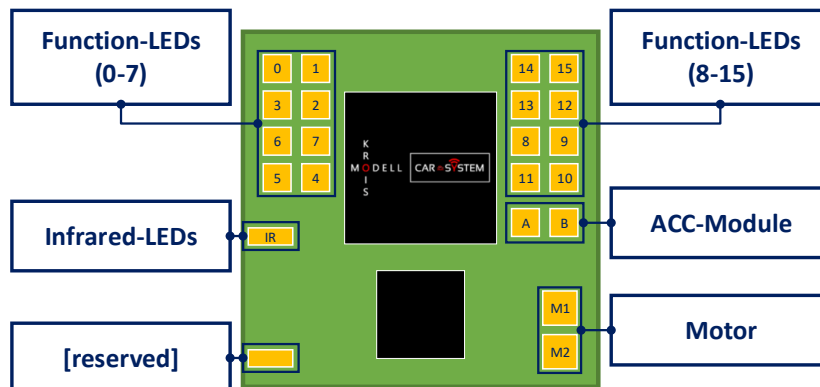 Function-LEDs
(0-7)
Function-LEDs
(8-15)
0 1
3 2
6 7
5 4
14 15
13 12
8 9
11 10
K
R
MODELL
O
I
S
CAR SYSTEM
Infrared-LEDs
IR
A B
ACC-Module
M1
M2
Motor
[reserved]